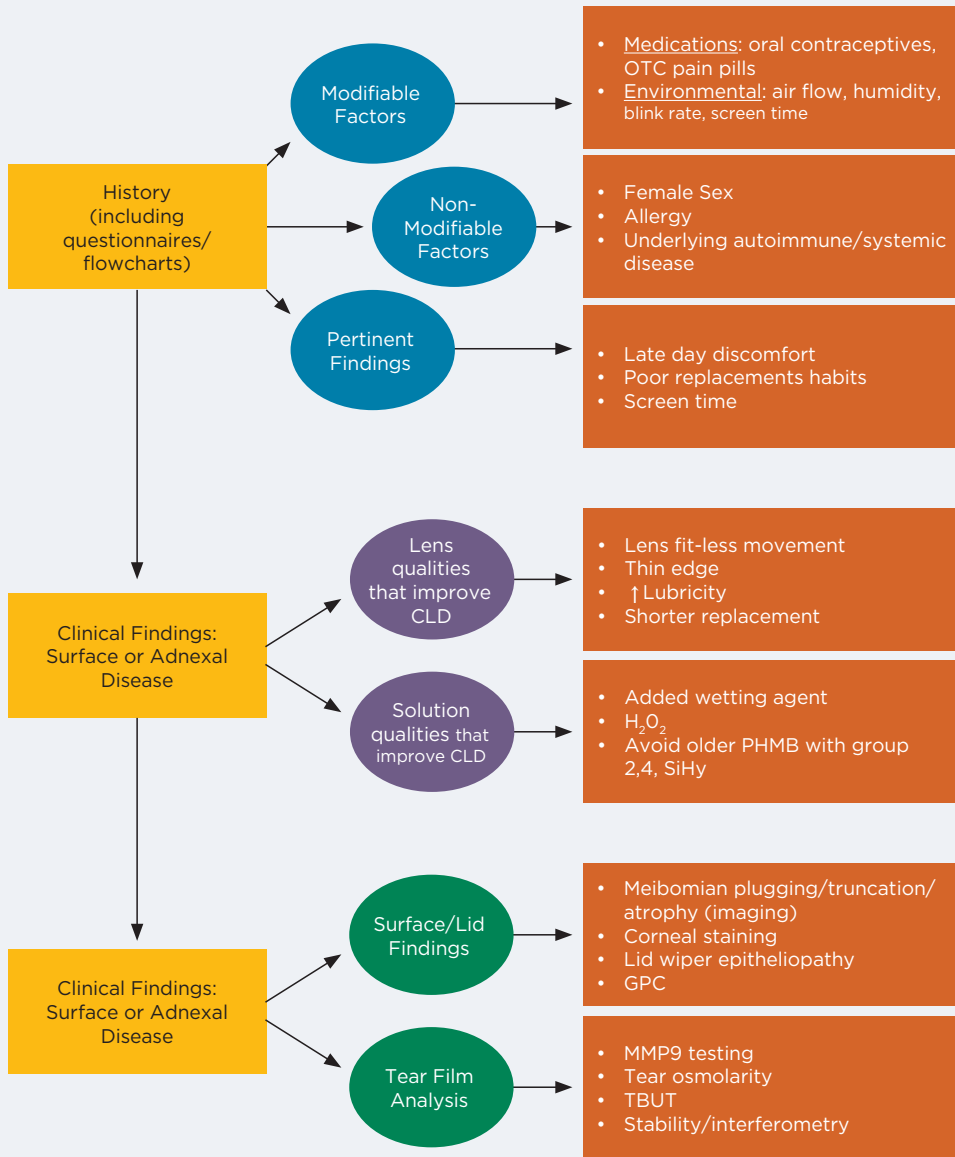 Modifiable
Factors
• Medications: oral contraceptives,
OTC pain pills
• Environmental: air flow, humidity,
blink rate, screen time
History
(including
questionnaires/
flowcharts)
Non-
Modifiable
Factors
• Female Sex
• Allergy
• Underlying autoimmune/systemic
disease
Pertinent
Findings
• Late day discomfort
• Poor replacements habits
• Screen time
Clinical Findings:
Surface or Adnexal
Disease
Lens
qualities
that improve
CLD
• Lens fit-less movement
• Thin edge
• ↑Lubricity
• Shorter replacement
Solution
qualities that
improve CLD
• Added wetting agent
• H₂0₂
• Avoid older PHMB with group
2,4, SiHy
Clinical Findings:
Surface or Adnexal
Disease
Surface/Lid
Findings
• Meibomian plugging/truncation/
atrophy (imaging)
• Corneal staining
• Lid wiper epitheliopathy
• GPC
Tear Film
Analysis
• MMP9 testing
• Tear osmolarity
• TBUT
• Stability/interferometry